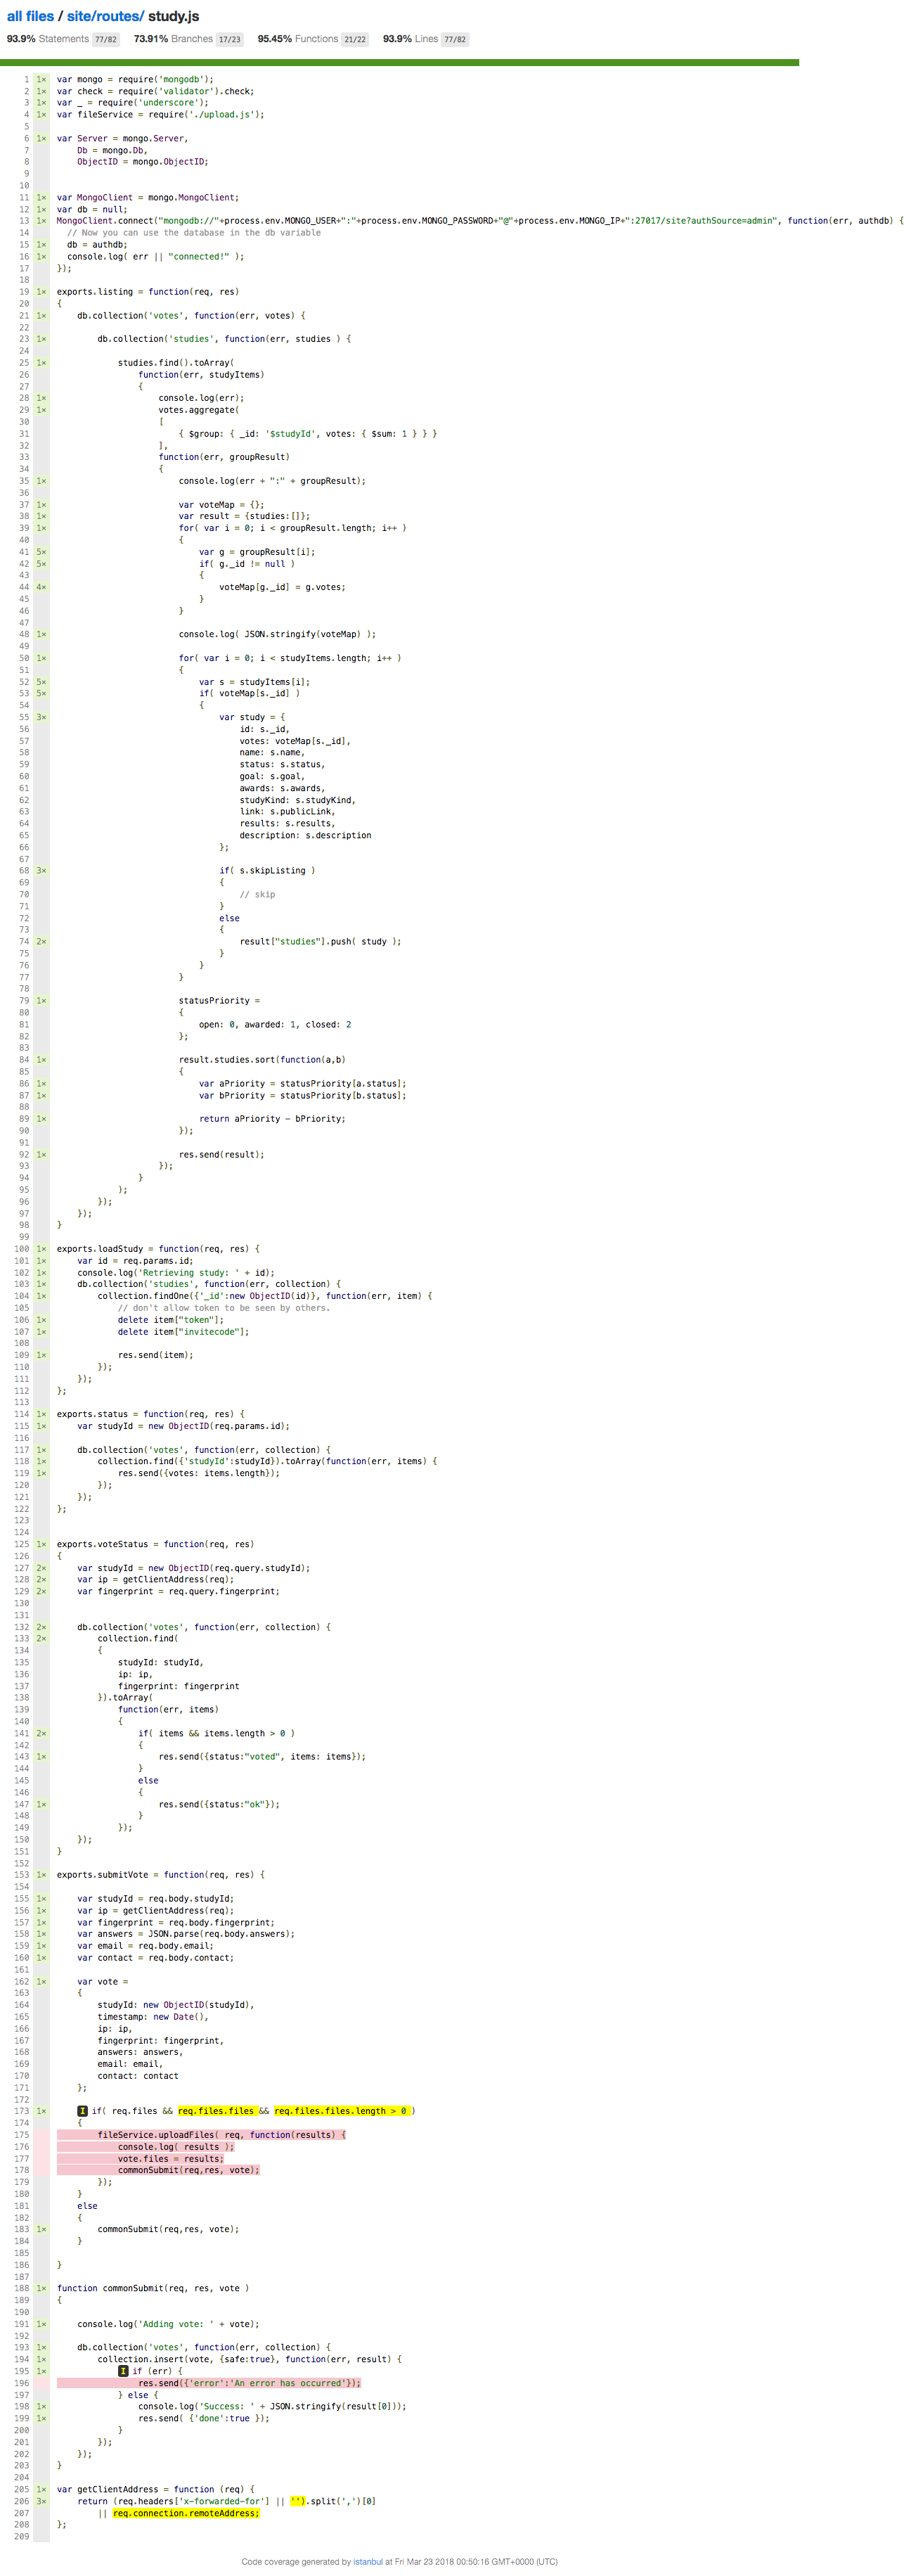 all files / site/routes/ study.js
93.9% Statements 77/82 73.91% Branches 17/23 95.45% Functions 21/22 93.9% Lines 77/82
1 1× var mongo = require('mongodb');
2 1× var check = require('validator').check;
3 1× var _ = require('underscore');
4 1× var fileService = require('./upload.js');
5
6 1× var Server = mongo.Server,
7 Db = mongo.Db,
8 ObjectID = mongo.ObjectID;
9
10
11 1× var MongoClient = mongo.MongoClient;
12 1× var db = null;
13 1× MongoClient.connect("mongodb://"+process.env.MONGO_USER+":"+process.env.MONGO_PASSWORD+"@"+process.env.MONGO_IP+":27017/site?authSource=admin", function(err, authdb) {
14 // Now you can use the database in the db variable
15 1× db = authdb;
16 1× console.log( err || "connected!" );
17 });
18
19 1× exports.listing = function(req, res)
20 {
21 1× db.collection('votes', function(err, votes) {
22
23 1× db.collection('studies', function(err, studies ) {
24
25 1× studies.find().toArray(
26 function(err, studyItems)
27 {
28 1× console.log(err);
29 1× votes.aggregate(
30 [
31 { $group: { _id: '$studyId', votes: { $sum: 1 } } }
32 ],
33 function(err, groupResult)
34 {
35 1× console.log(err + ":" + groupResult);
36
37 1× var voteMap = {};
38 1× var result = {studies:[]};
39 1× for( var i = 0; i < groupResult.length; i++ )
40 {
41 5× var g = groupResult[i];
42 5× if( g._id != null )
43 {
44 4× voteMap[g._id] = g.votes;
45 }
46 }
47
48 1× console.log( JSON.stringify(voteMap) );
49
50 1× for( var i = 0; i < studyItems.length; i++ )
51 {
52 5× var s = studyItems[i];
53 5× if( voteMap[s._id] )
54 {
55 3× var study = {
56 id: s._id,
57 votes: voteMap[s._id],
58 name: s.name,
59 status: s.status,
60 goal: s.goal,
61 awards: s.awards,
62 studyKind: s.studyKind,
63 link: s.publicLink,
64 results: s.results,
65 description: s.description
66 };
67
68 3× if( s.skipListing )
69 {
70 // skip
71 }
72 else
73 {
74 2× result["studies"].push( study );
75 }
76 }
77 }
78
79 1× statusPriority =
80 {
81 open: 0, awarded: 1, closed: 2
82 };
83
84 1× result.studies.sort(function(a,b)
85 {
86 1× var aPriority = statusPriority[a.status];
87 1× var bPriority = statusPriority[b.status];
88
89 1× return aPriority - bPriority;
90 });
91
92 1× res.send(result);
93 });
94 }
95 );
96 });
97 });
98 }
99
100 1× exports.loadStudy = function(req, res) {
101 1× var id = req.params.id;
102 1× console.log('Retrieving study: ' + id);
103 1× db.collection('studies', function(err, collection) {
104 1× collection.findOne({'_id':new ObjectID(id)}, function(err, item) {
105 // don't allow token to be seen by others.
106 1× delete item["token"];
107 1× delete item["invitecode"];
108
109 1× res.send(item);
110 });
111 });
112 };
113
114 1× exports.status = function(req, res) {
115 1× var studyId = new ObjectID(req.params.id);
116
117 1× db.collection('votes', function(err, collection) {
118 1× collection.find({'studyId':studyId}).toArray(function(err, items) {
119 1× res.send({votes: items.length});
120 });
121 });
122 };
123
124
125 1× exports.voteStatus = function(req, res)
126 {
127 2× var studyId = new ObjectID(req.query.studyId);
128 2× var ip = getClientAddress(req);
129 2× var fingerprint = req.query.fingerprint;
130
131
132 2× db.collection('votes', function(err, collection) {
133 2× collection.find(
134 {
135 studyId: studyId,
136 ip: ip,
137 fingerprint: fingerprint
138 }).toArray(
139 function(err, items)
140 {
141 2× if( items && items.length > 0 )
142 {
143 1× res.send({status:"voted", items: items});
144 }
145 else
146 {
147 1× res.send({status:"ok"});
148 }
149 });
150 });
151 }
152
153 1× exports.submitVote = function(req, res) {
154
155 1× var studyId = req.body.studyId;
156 1× var ip = getClientAddress(req);
157 1× var fingerprint = req.body.fingerprint;
158 1× var answers = JSON.parse(req.body.answers);
159 1× var email = req.body.email;
160 1× var contact = req.body.contact;
161
162 1× var vote =
163 {
164 studyId: new ObjectID(studyId),
165 timestamp: new Date(),
166 ip: ip,
167 fingerprint: fingerprint,
168 answers: answers,
169 email: email,
170 contact: contact
171 };
172
173 1× I if( req.files && req.files.files && req.files.files.length > 0 )
174 {
175 fileService.uploadFiles( req, function(results) {
176 console.log( results );
177 vote.files = results;
178 commonSubmit(req,res, vote);
179 });
180 }
181 else
182 {
183 1× commonSubmit(req,res, vote);
184 }
185
186 }
187
188 1× function commonSubmit(req, res, vote )
189 {
190
191 1× console.log('Adding vote: ' + vote);
192
193 1× db.collection('votes', function(err, collection) {
194 1× collection.insert(vote, {safe:true}, function(err, result) {
195 1× I if (err) {
196 res.send({'error':'An error has occurred'});
197 } else {
198 1× console.log('Success: ' + JSON.stringify(result[0]));
199 1× res.send( {'done':true });
200 }
201 });
202 });
203 }
204
205 1× var getClientAddress = function (req) {
206 3× return (req.headers['x-forwarded-for'] || '').split(',')[0]
207 || req.connection.remoteAddress;
208 };
209
Code coverage generated by istanbul at Fri Mar 23 2018 00:50:16 GMT+0000 (UTC)